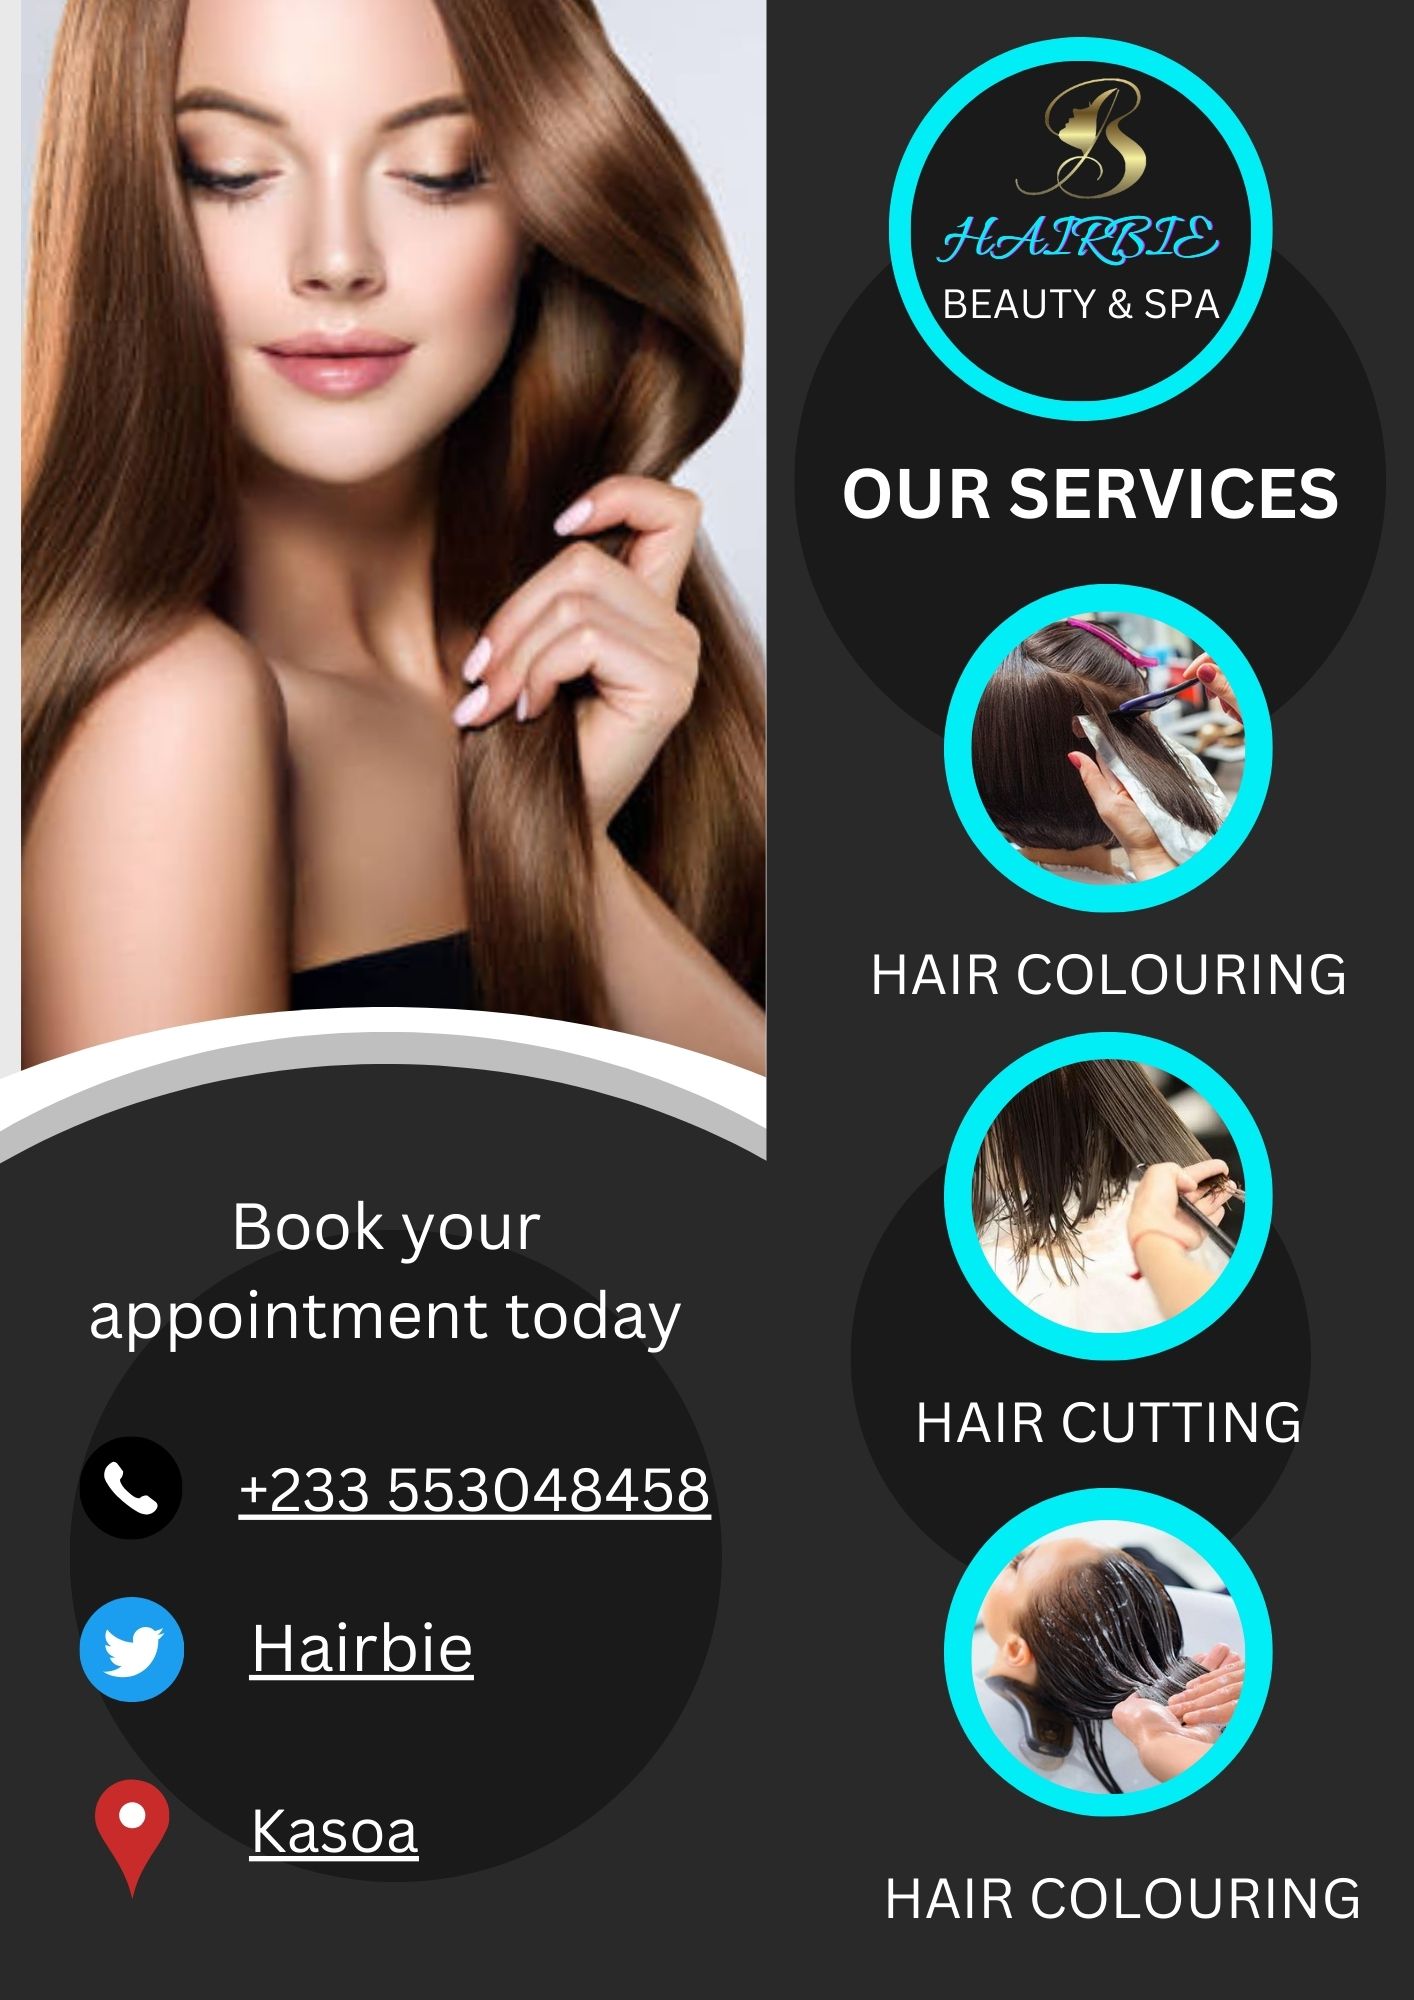 B
HAIRBIE
BEAUTY & SPA
OUR SERVICES
HAIR COLOURING
HAIR CUTTING
HAIR COLOURING
Book your
appointment today
+233 553048458
Hairbie
Kasoa